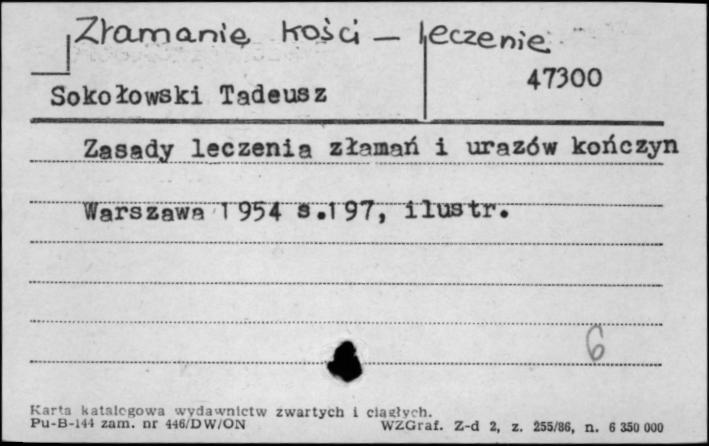 Złamanie kości – leczenie
47300
Sokołowski Tadeusz
Zasady leczenia złamań i urazów kończyn
Warszawa 1954 s.197, ilustr.
6
Karta katalogowa wydawnictw zwartych i ciągłych.
Pu-B-144 zam. nr 446/DW/ON WZGraf. Z-d 2, z. 255/86, n. 6 350 000